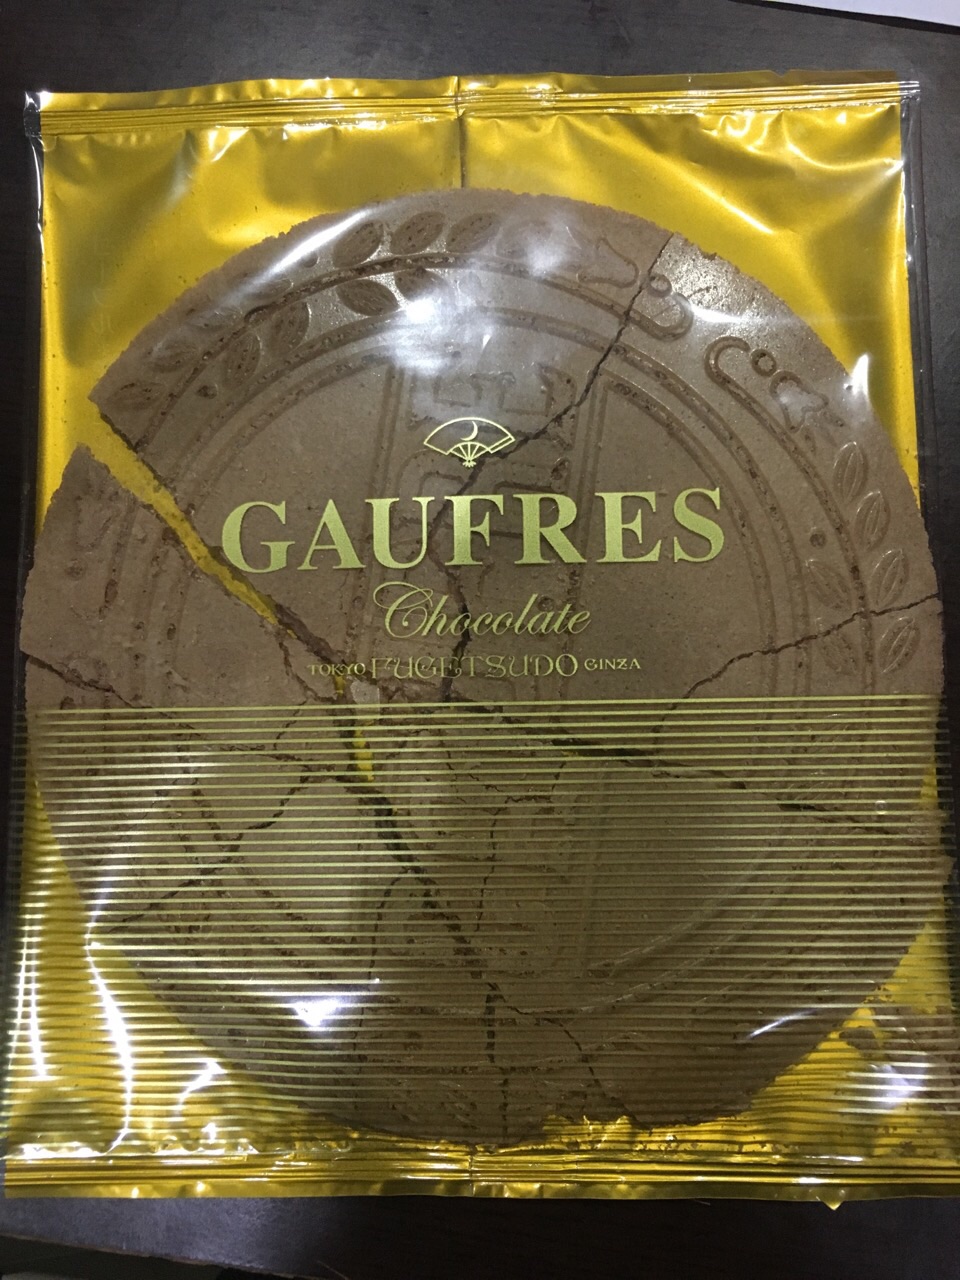 GAUFRES
Chocolate
TOKYO FUGETSUDO GINZA